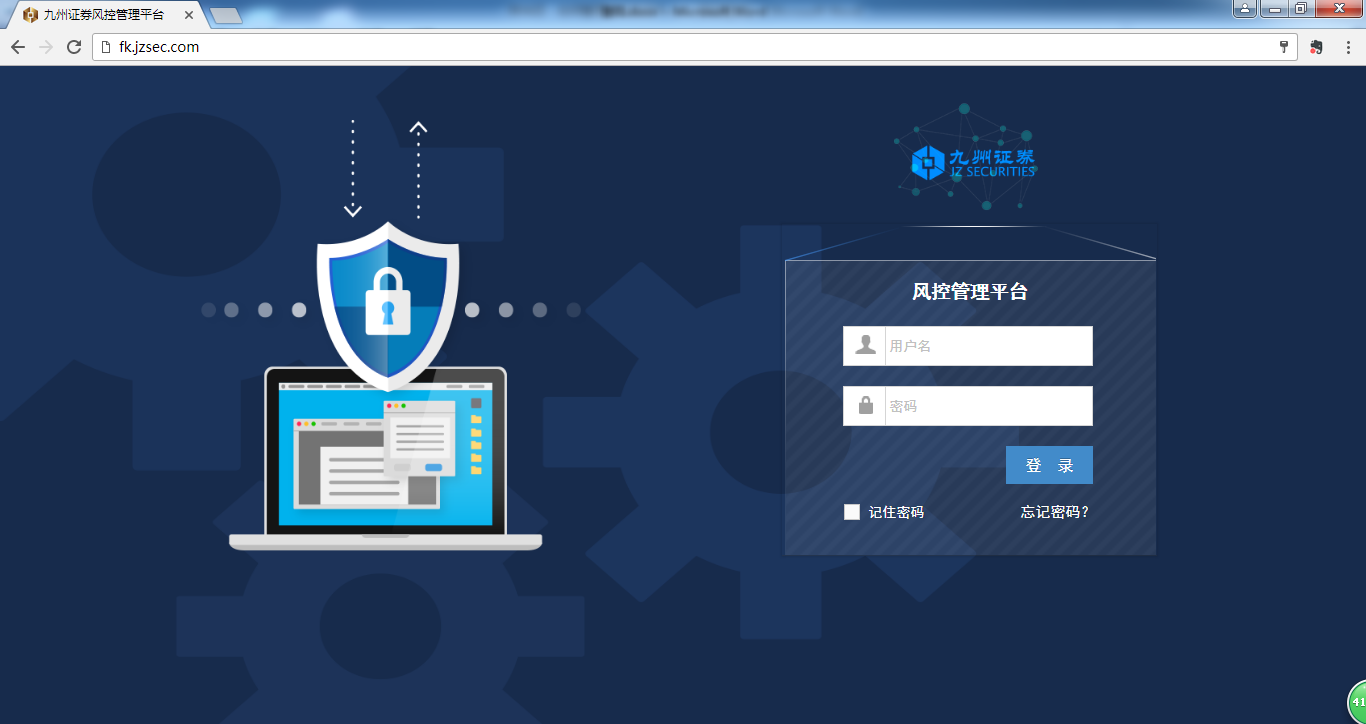 九州证券风控管理平台
fk.jzsec.com
九州证券
JZ SECURITIES
风控管理平台
用户名
密码
登 录
记住密码
忘记密码?
41